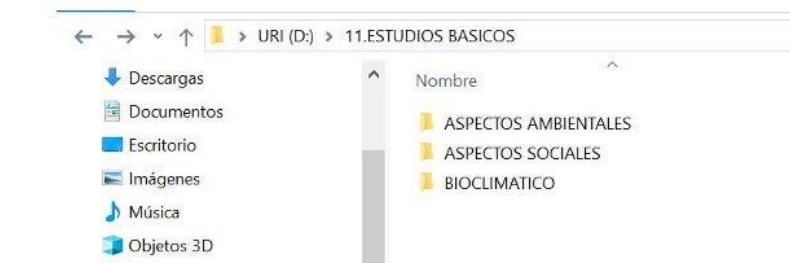 URI (D:) > 11.ESTUDIOS BASICOS
Descargas
Documentos
Escritorio
Imágenes
Música
Objetos 3D
Nombre
ASPECTOS AMBIENTALES
ASPECTOS SOCIALES
BIOCLIMATICO